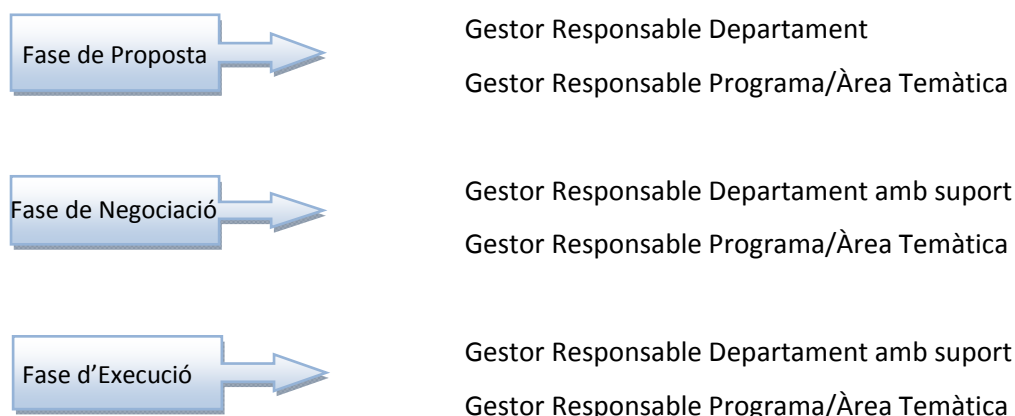 Fase de Proposta
Gestor Responsable Departament
Gestor Responsable Programa/Àrea Temàtica
Fase de Negociació
Gestor Responsable Departament amb suport
Gestor Responsable Programa/Àrea Temàtica
Fase d’Execució
Gestor Responsable Departament amb suport
Gestor Responsable Programa/Àrea Temàtica